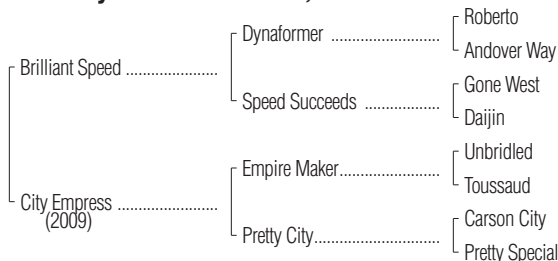 Roberto
Dynaformer ......................
Andover Way
Brilliant Speed ......................
Gone West
Speed Succeeds ...............
Daijin
Unbridled
Empire Maker....................
Toussaud
City Empress .......................
(2009)
Carson City
Pretty City..........................
Pretty Special